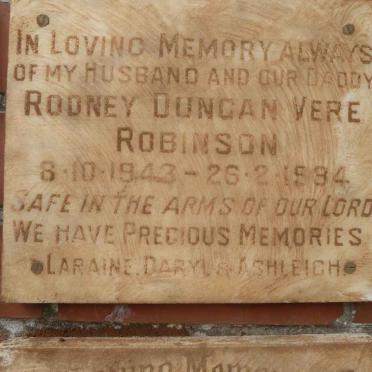 IN LOVING MEMORY ALWAYS
OF MY HUSBAND AND OUR DADDY
RODNEY DUNCAN VERE
ROBINSON
8·10·1943 - 26·2·1994
SAFE IN THE ARMS OF OUR LORD
WE HAVE PRECIOUS MEMORIES
LARAINE, DARYL & ASHLEIGH